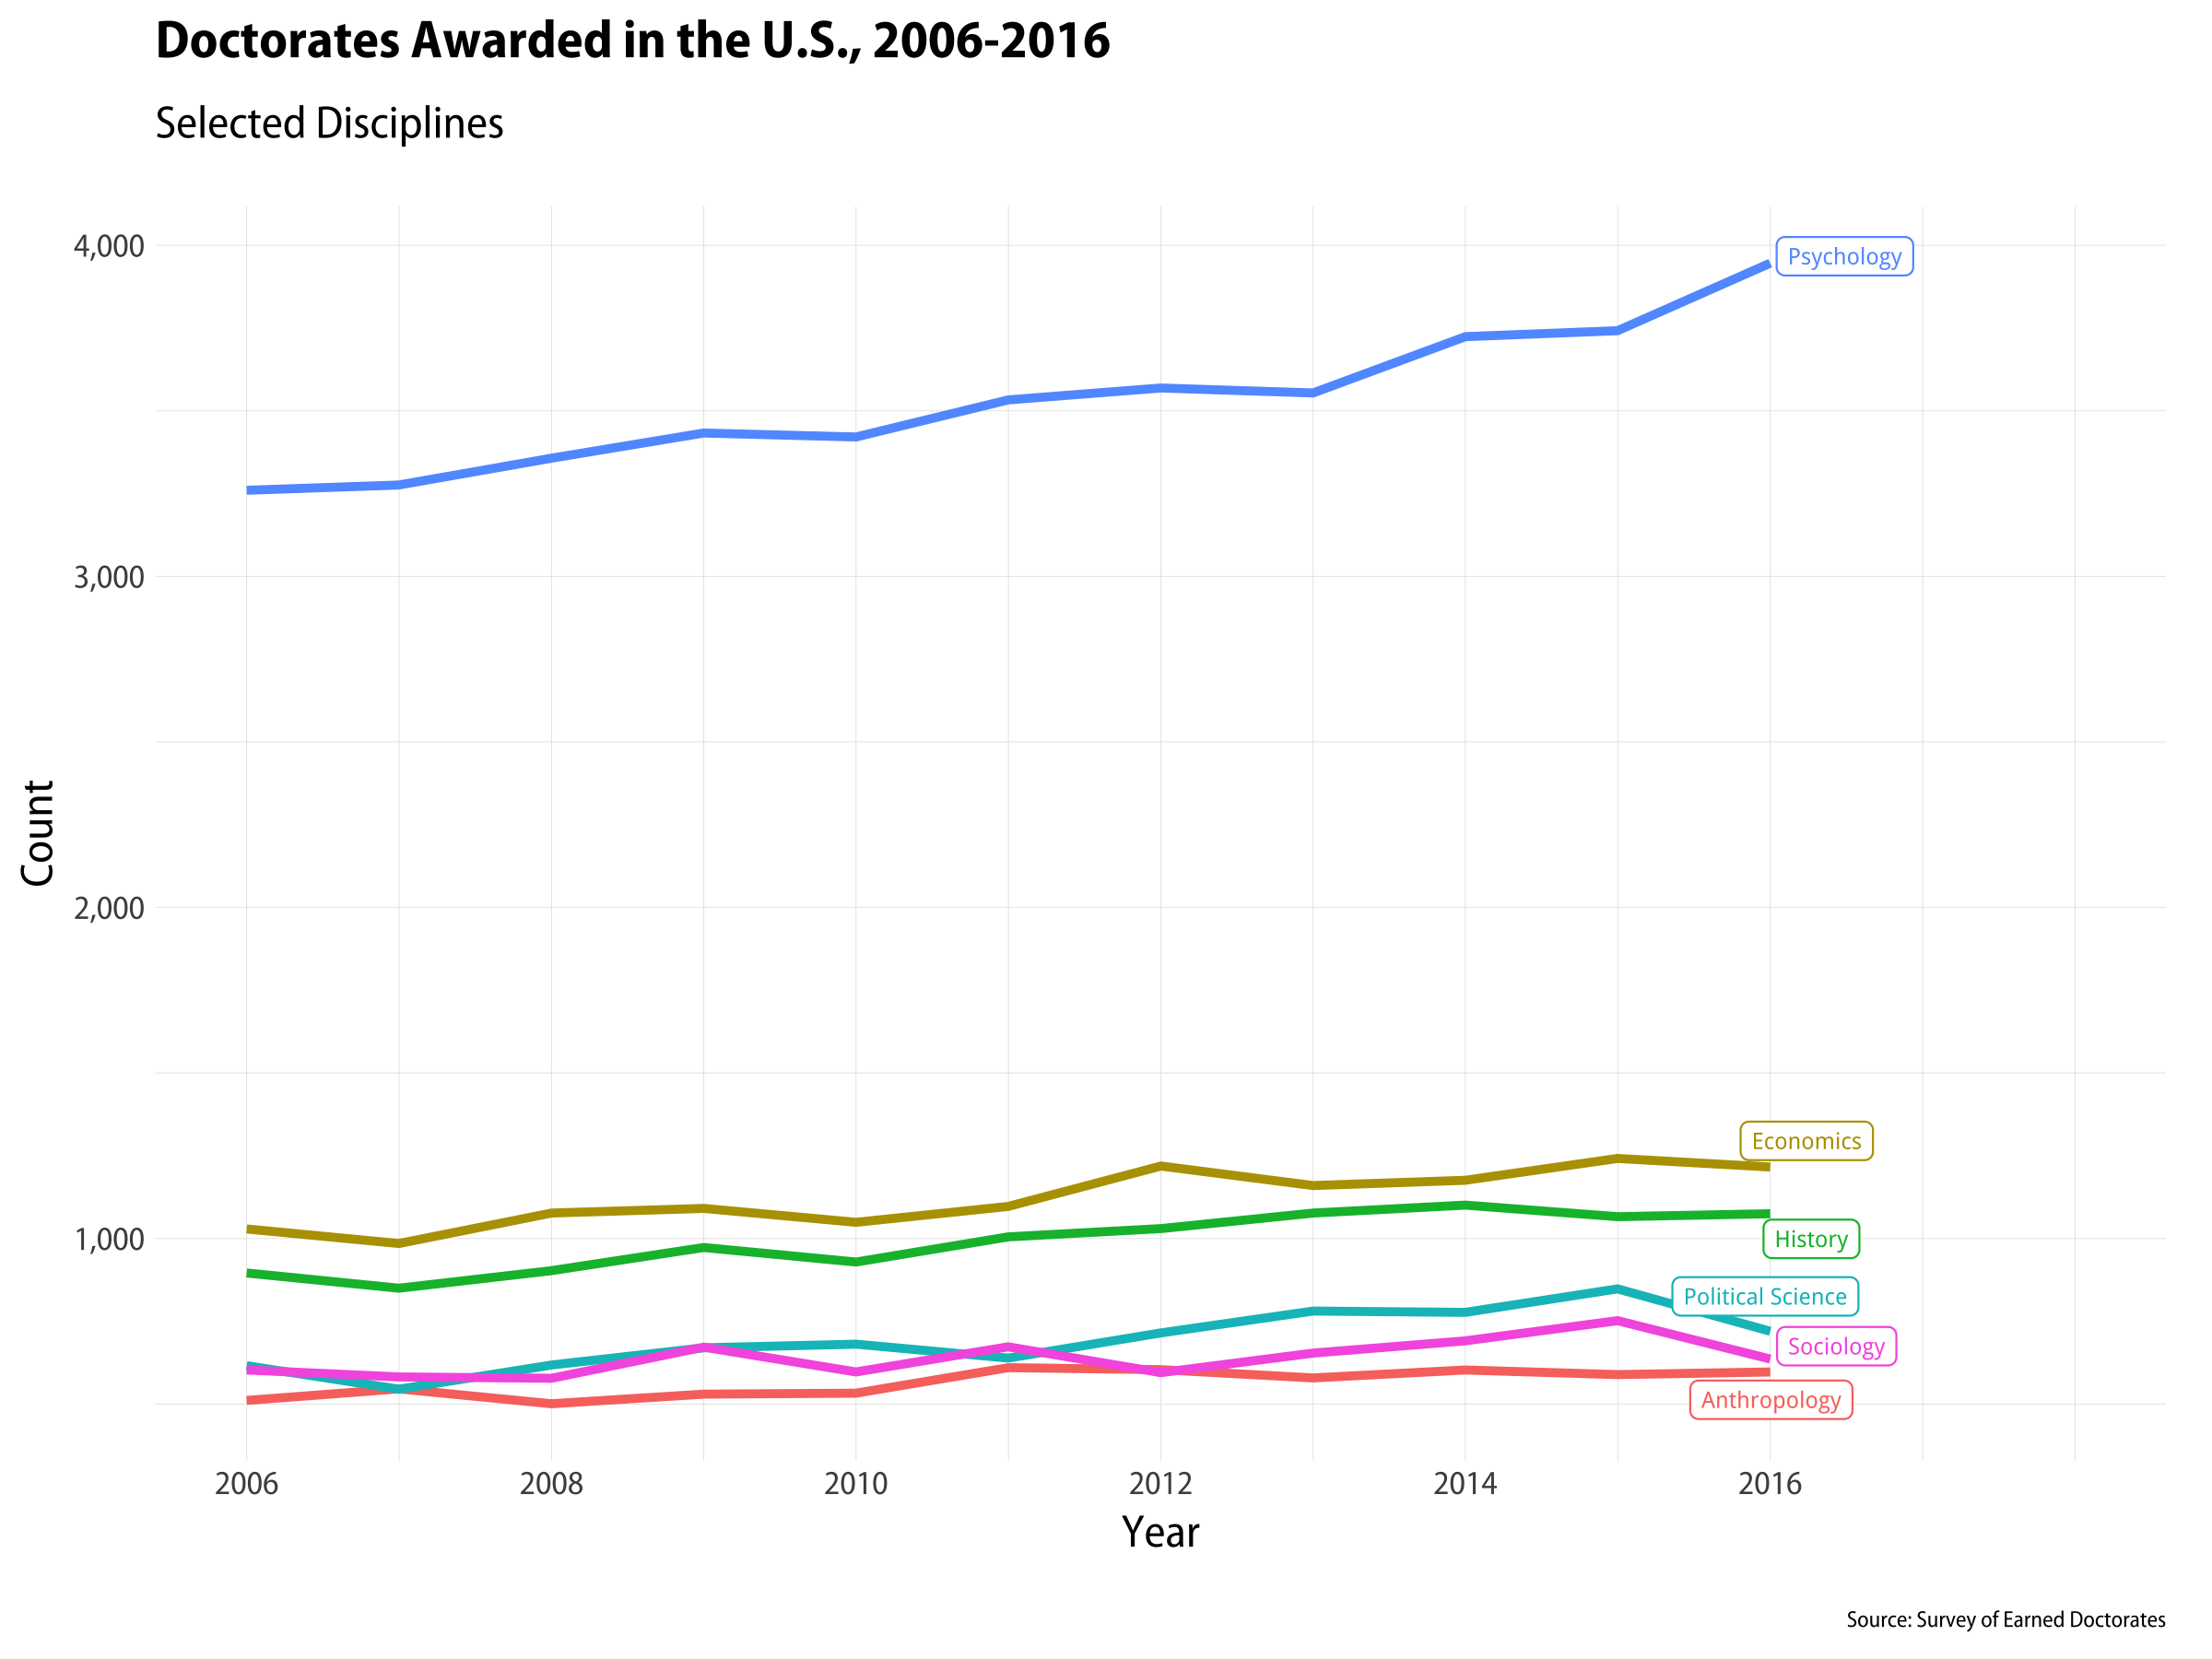 Doctorates Awarded in the U.S., 2006-2016
Selected Disciplines
Count
4,000
3,000
2,000
1,000
Psychology
Economics
History
Political Science
Sociology
Anthropology
2006 2008 2010 2012 2014 2016
Year
Source: Survey of Earned Doctorates